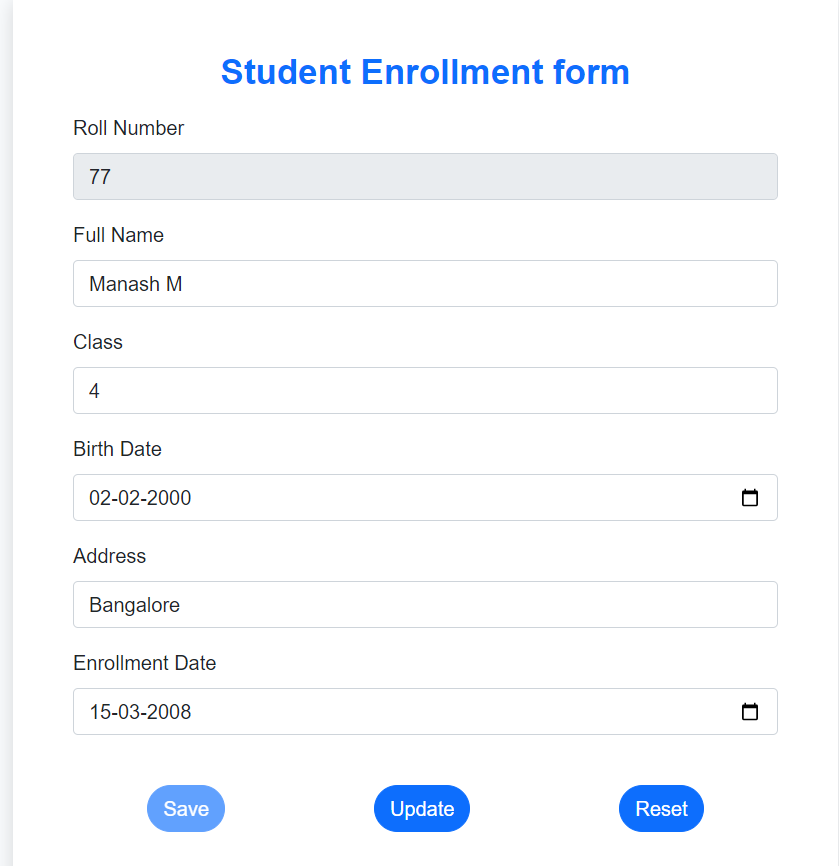 Student Enrollment form
Roll Number
77
Full Name
Manash M
Class
4
Birth Date
02-02-2000
Address
Bangalore
Enrollment Date
15-03-2008
Save Update Reset